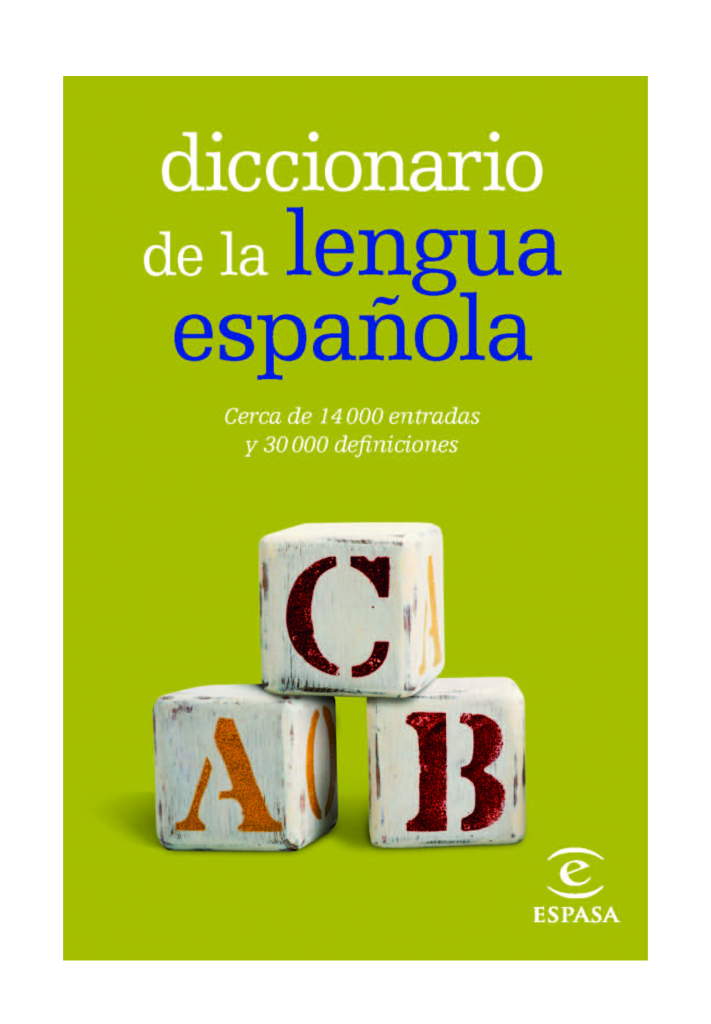 diccionario
de la lengua
española
Cerca de 14 000 entradas
y 30 000 definiciones
C A
A O
B
e
ESPASA